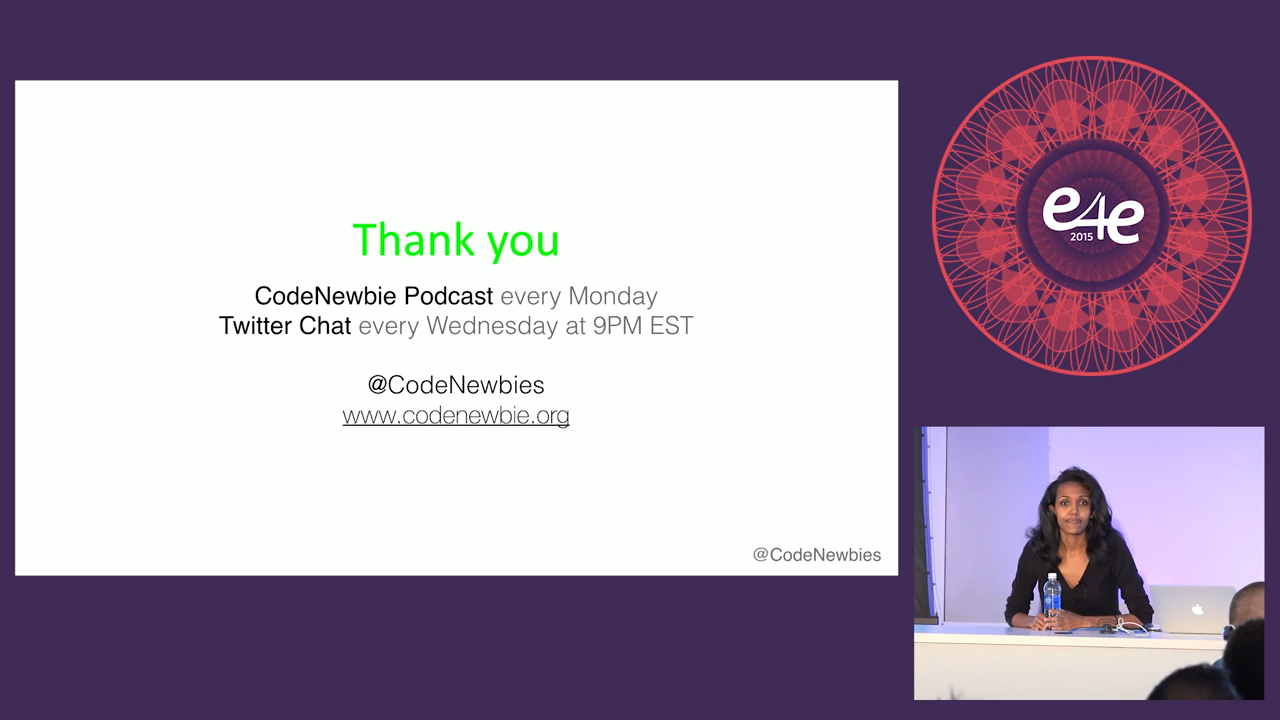 Thank you
CodeNewbie Podcast every Monday
Twitter Chat every Wednesday at 9PM EST
@CodeNewbies
www.codenewbie.org
@CodeNewbies
e4e
2015